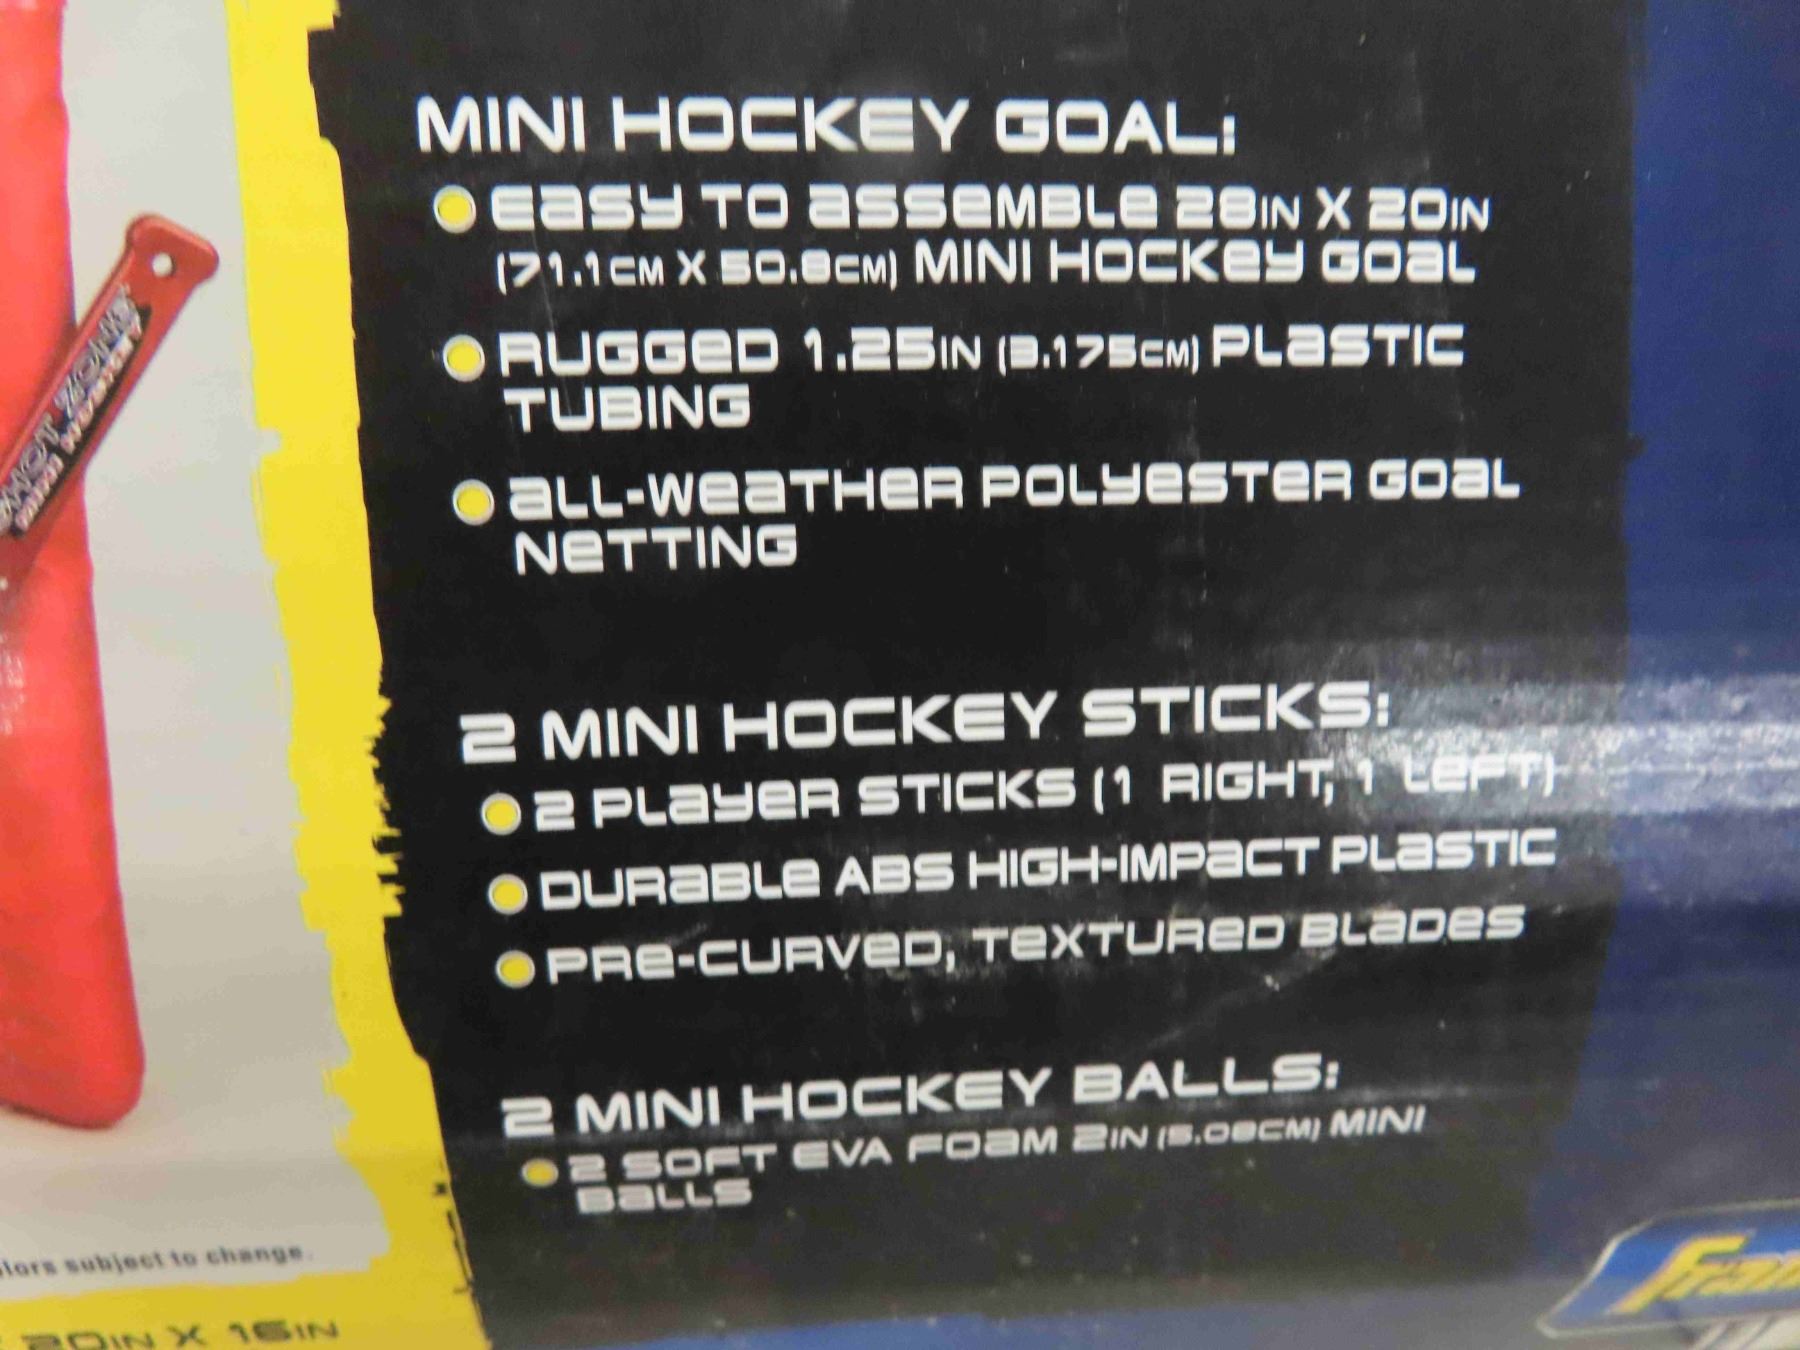 MINI HOCKEY GOAL:
EASY TO ASSEMBLE 28IN X 20IN
(71.1CM X 50.8CM) MINI HOCKEY GOAL
RUGGED 1.25IN (3.175CM) PLASTIC
TUBING
ALL-WEATHER POLYESTER GOAL
NETTING
2 MINI HOCKEY STICKS:
2 PLAYER STICKS (1 RIGHT, 1 LEFT)
DURABLE ABS HIGH-IMPACT PLASTIC
PRE-CURVED, TEXTURED BLADES
2 MINI HOCKEY BALLS:
2 SOFT EVA FOAM 2IN (5.08CM) MINI
BALLS
subject to change.
20IN X 16IN